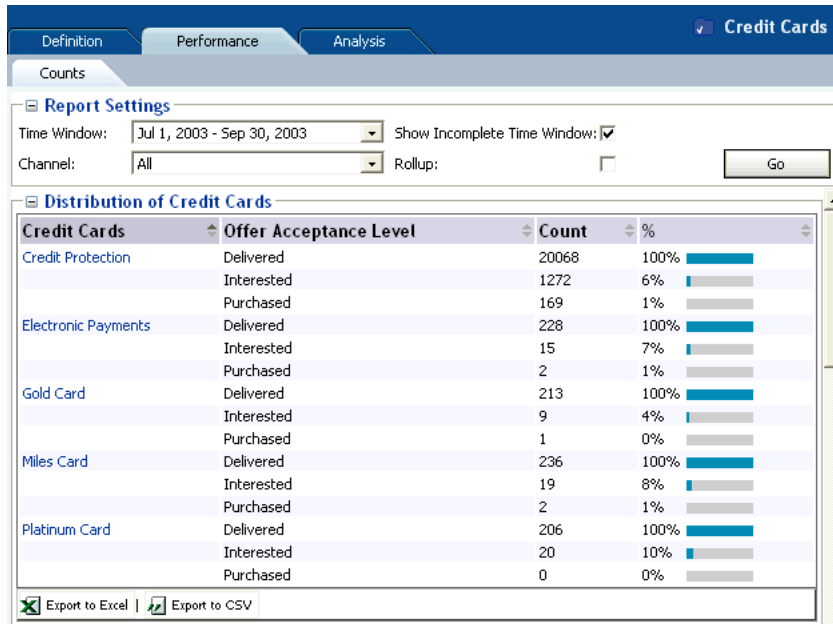 Credit Cards
Definition Performance Analysis
Counts
Report Settings
Time Window: Jul 1, 2003 - Sep 30, 2003 Show Incomplete Time Window:
Channel: All Rollup: Go
Distribution of Credit Cards
Credit Cards Offer Acceptance Level Count %
Credit Protection Delivered 20068 100%
Interested 1272 6%
Purchased 169 1%
Electronic Payments Delivered 228 100%
Interested 15 7%
Purchased 2 1%
Gold Card Delivered 213 100%
Interested 9 4%
Purchased 1 0%
Miles Card Delivered 236 100%
Interested 19 8%
Purchased 2 1%
Platinum Card Delivered 206 100%
Interested 20 10%
Purchased 0 0%
Export to Excel | Export to CSV